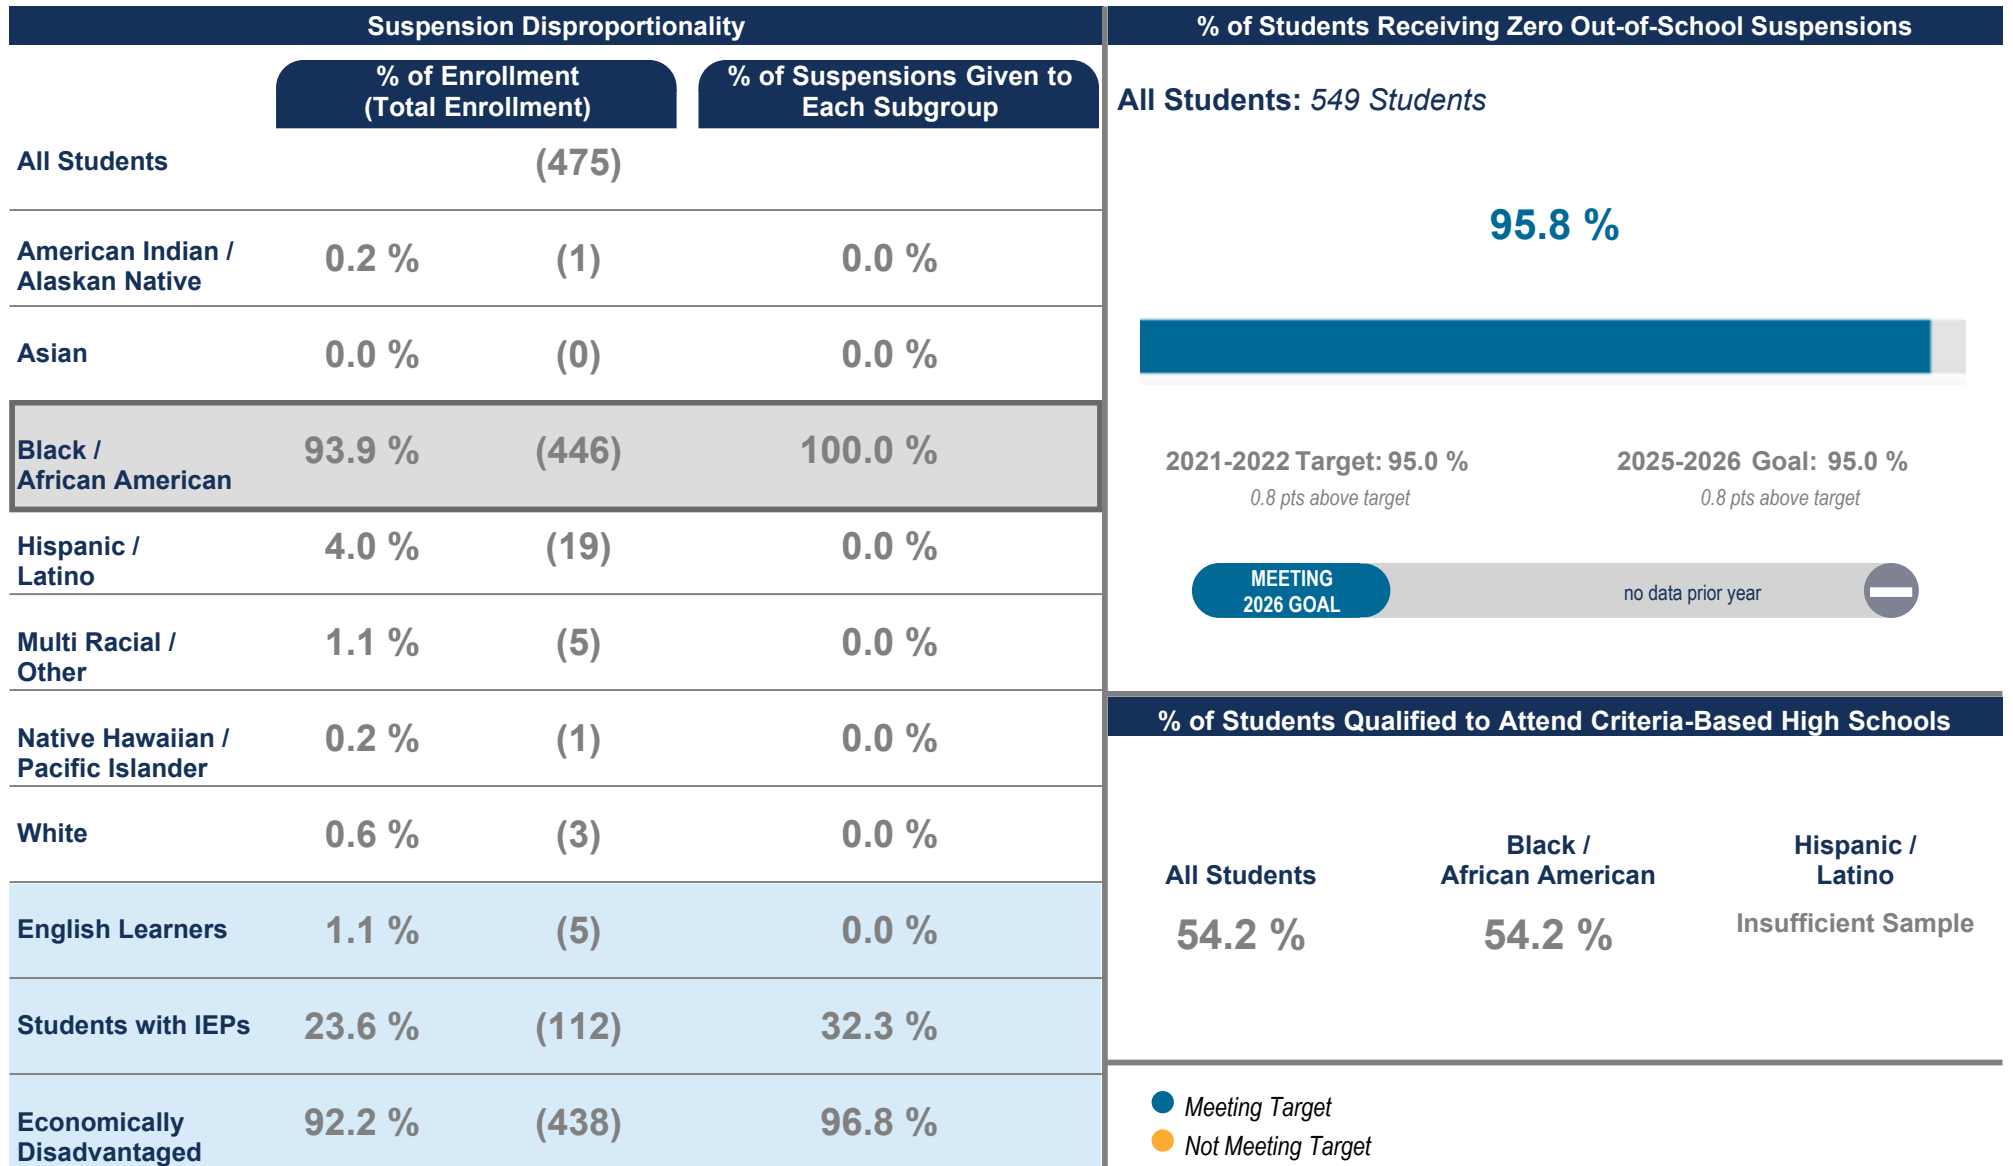 Suspension Disproportionality
% of Enrollment
(Total Enrollment)
% of Suspensions Given to
Each Subgroup
All Students (475)
American Indian /
Alaskan Native
0.2 % (1) 0.0 %
Asian 0.0 % (0) 0.0 %
Black /
African American
93.9 % (446) 100.0 %
Hispanic /
Latino
4.0 % (19) 0.0 %
Multi Racial /
Other
1.1 % (5) 0.0 %
Native Hawaiian /
Pacific Islander
0.2 % (1) 0.0 %
White 0.6 % (3) 0.0 %
English Learners 1.1 % (5) 0.0 %
Students with IEPs 23.6 % (112) 32.3 %
Economically
Disadvantaged
92.2 % (438) 96.8 %
% of Students Receiving Zero Out-of-School Suspensions
All Students: 549 Students
95.8 %
2021-2022 Target: 95.0 %
0.8 pts above target
2025-2026 Goal: 95.0 %
0.8 pts above target
MEETING
2026 GOAL
no data prior year
% of Students Qualified to Attend Criteria-Based High Schools
All Students
54.2 %
Black /
African American
54.2 %
Hispanic /
Latino
Insufficient Sample
Meeting Target
Not Meeting Target